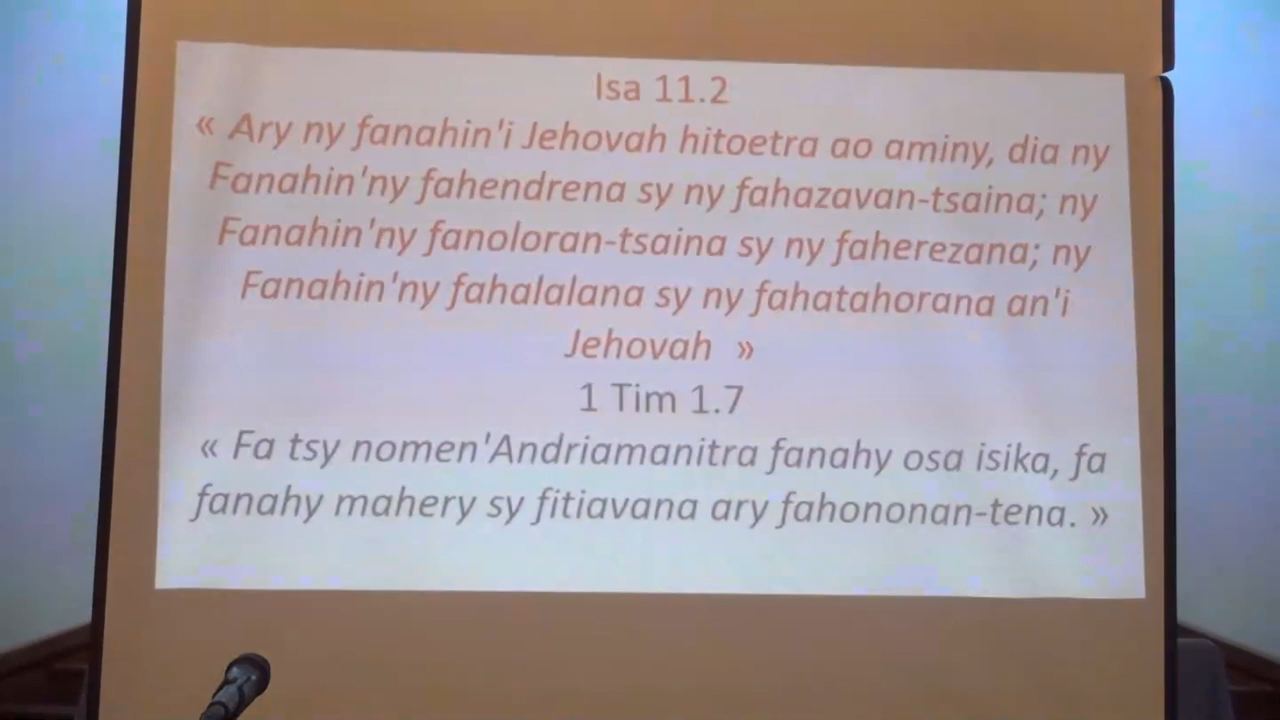 Isa 11.2
« Ary ny fanahin'i Jehovah hitoetra ao aminy, dia ny
Fanahin'ny fahendrena sy ny fahazavan-tsaina; ny
Fanahin'ny fanoloran-tsaina sy ny faherezana; ny
Fanahin'ny fahalalana sy ny fahatahorana an'i
Jehovah »
1 Tim 1.7
« Fa tsy nomen'Andriamanitra fanahy osa isika, fa
fanahy mahery sy fitiavana ary fahononan-tena. »